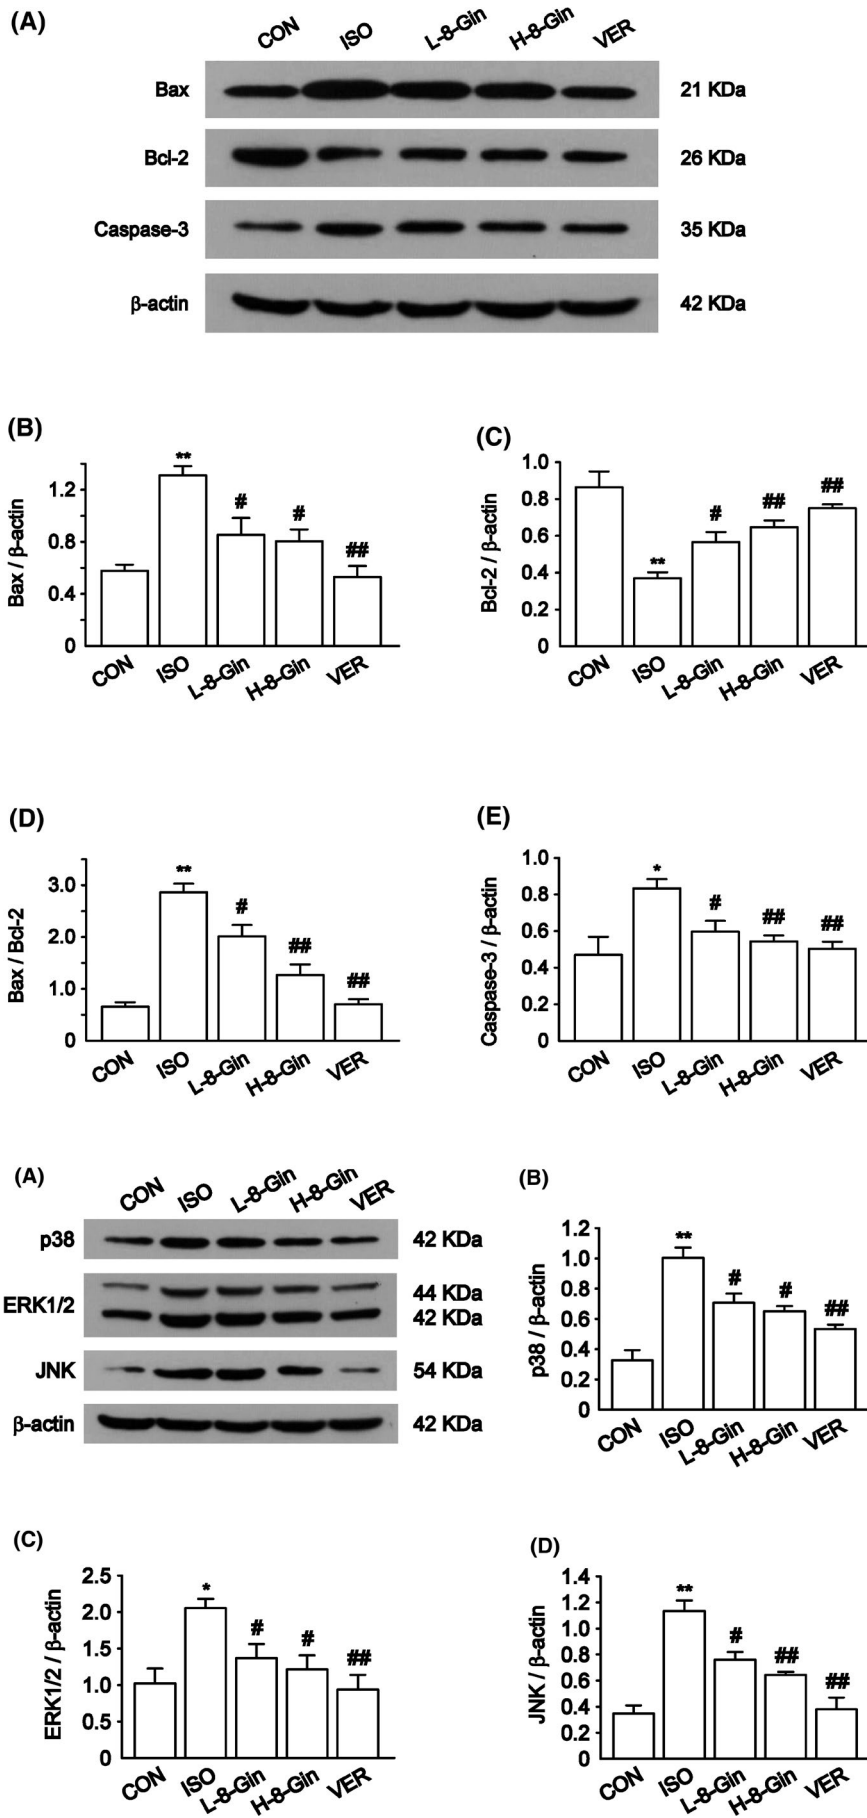 (A)
CON ISO L-8-Gin H-8-Gin VER
Bax 21 KDa
Bcl-2 26 KDa
Caspase-3 35 KDa
β-actin 42 KDa
(B)
**
# # ##
1.2
0.8
0.4
0
Bax / β-actin
CON ISO L-8-Gin H-8-Gin VER
(C)
1.0
0.8
0.6
0.4
0.2
0
** # ## ##
Bcl-2 / β-actin
CON ISO L-8-Gin H-8-Gin VER
(D)
** # ## ##
3.0
2.0
1.0
0
Bax / Bcl-2
CON ISO L-8-Gin H-8-Gin VER
(E)
1.0
0.8
0.6
0.4
0.2
0
* # ## ##
Caspase-3 / β-actin
CON ISO L-8-Gin H-8-Gin VER
(A)
CON ISO L-8-Gin H-8-Gin VER
p38 42 KDa
ERK1/2 44 KDa
42 KDa
JNK 54 KDa
β-actin 42 KDa
(B)
1.2
1.0
0.8
0.6
0.4
0.2
0
** # # ##
p38 / β-actin
CON ISO L-8-Gin H-8-Gin VER
(C)
2.5
2.0
1.5
1.0
0.5
0
* # # ##
ERK1/2 / β-actin
CON ISO L-8-Gin H-8-Gin VER
(D)
1.4
1.2
1.0
0.8
0.6
0.4
0.2
0
** # ## ##
JNK / β-actin
CON ISO L-8-Gin H-8-Gin VER